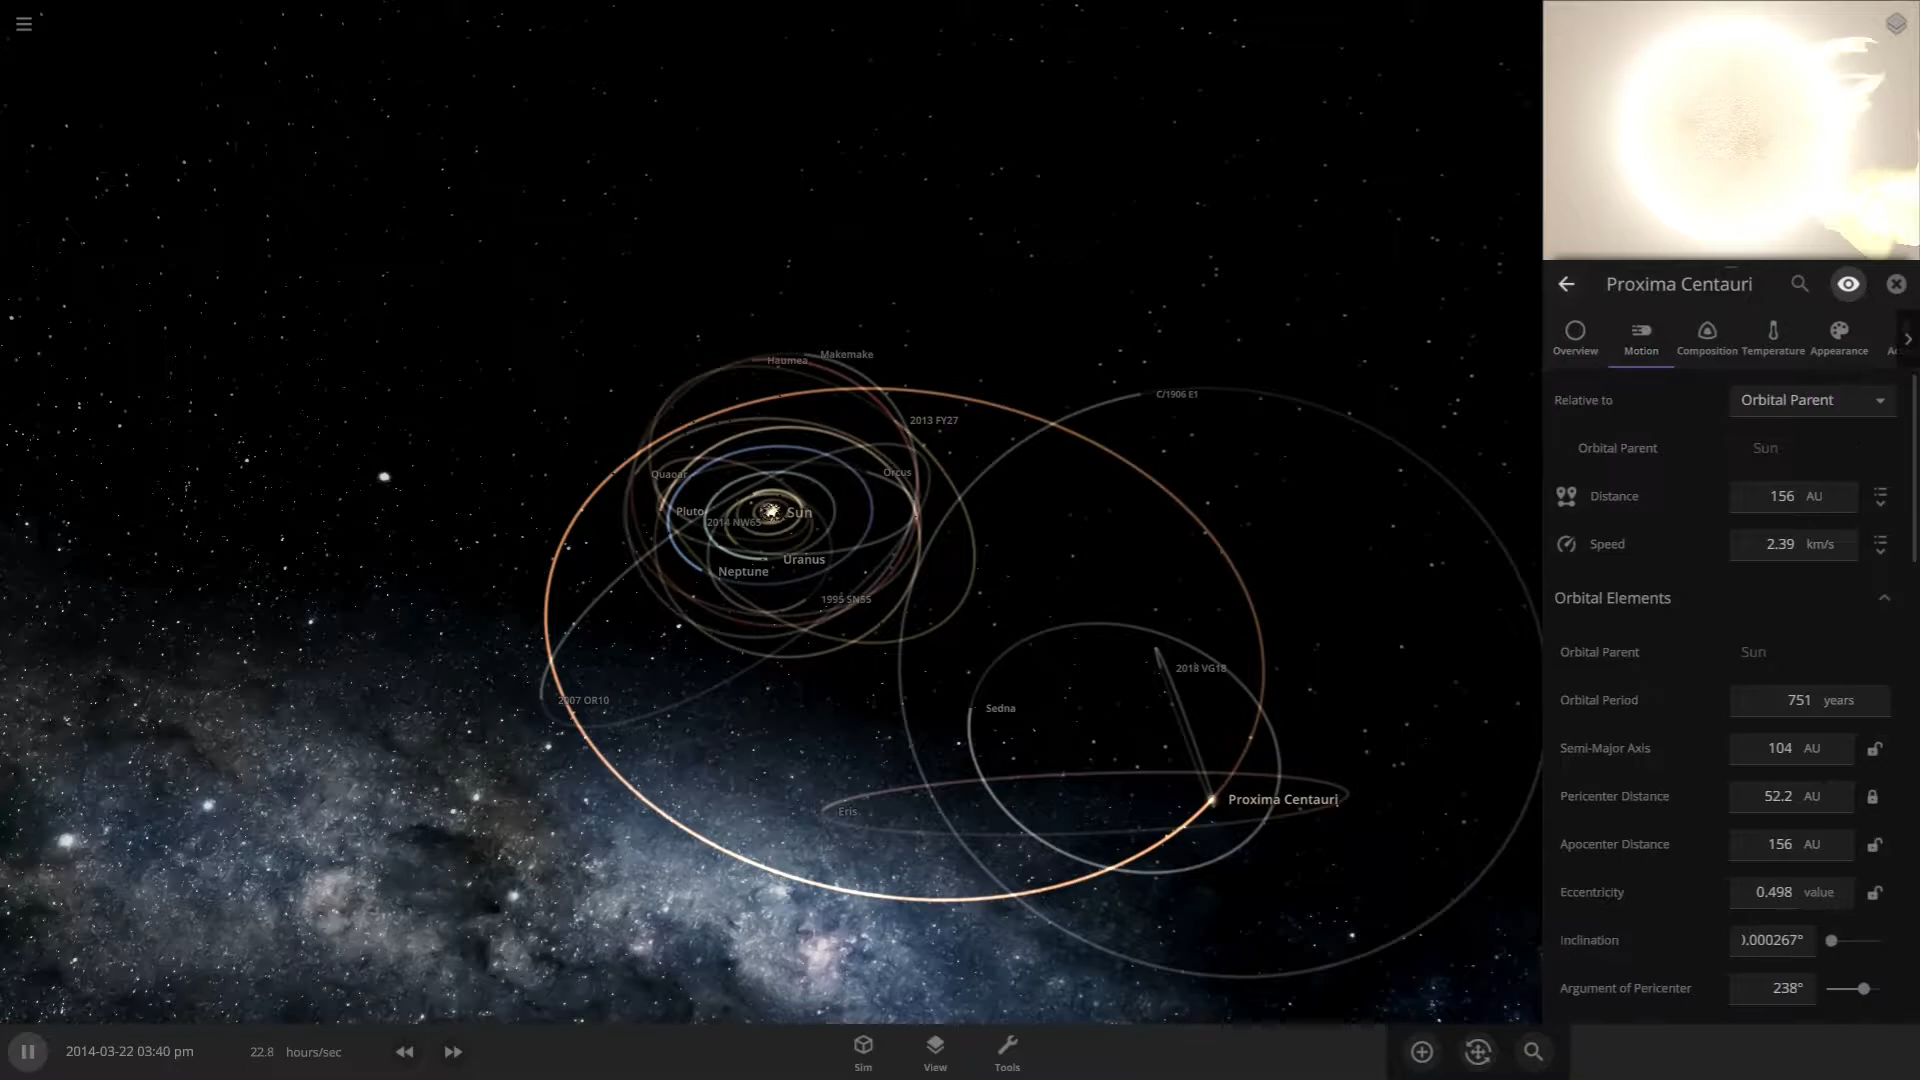 Haumea
Makemake
C/1906 E1
2013 FY27
Quaoar
Orcus
Pluto
Sun
2014 NW65
Uranus
Neptune
1995 SN55
2018 VG18
2007 OR10
Sedna
Proxima Centauri
Eris
Proxima Centauri
Overview Motion Composition Temperature Appearance Ac
Relative to Orbital Parent
Orbital Parent Sun
Distance 156 AU
Speed 2.39 km/s
Orbital Elements
Orbital Parent Sun
Orbital Period 751 years
Semi-Major Axis 104 AU
Pericenter Distance 52.2 AU
Apocenter Distance 156 AU
Eccentricity 0.498 value
Inclination 0.000267°
Argument of Pericenter 238°
2014-03-22 03:40 pm 22.8 hours/sec
Sim View Tools